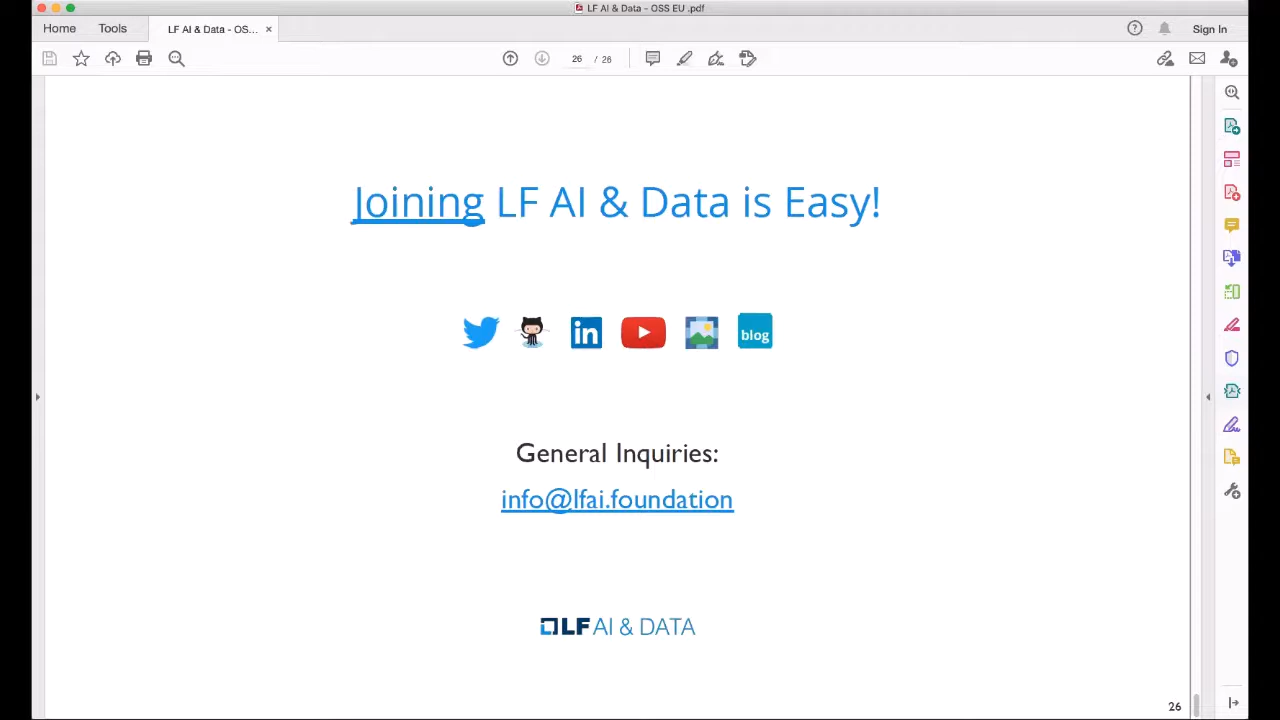 LF AI & Data - OSS EU .pdf
Home Tools LF AI & Data - OS... × Sign In
26 / 26
Joining LF AI & Data is Easy!
in blog
General Inquiries:
info@lfai.foundation
LF AI & DATA
26